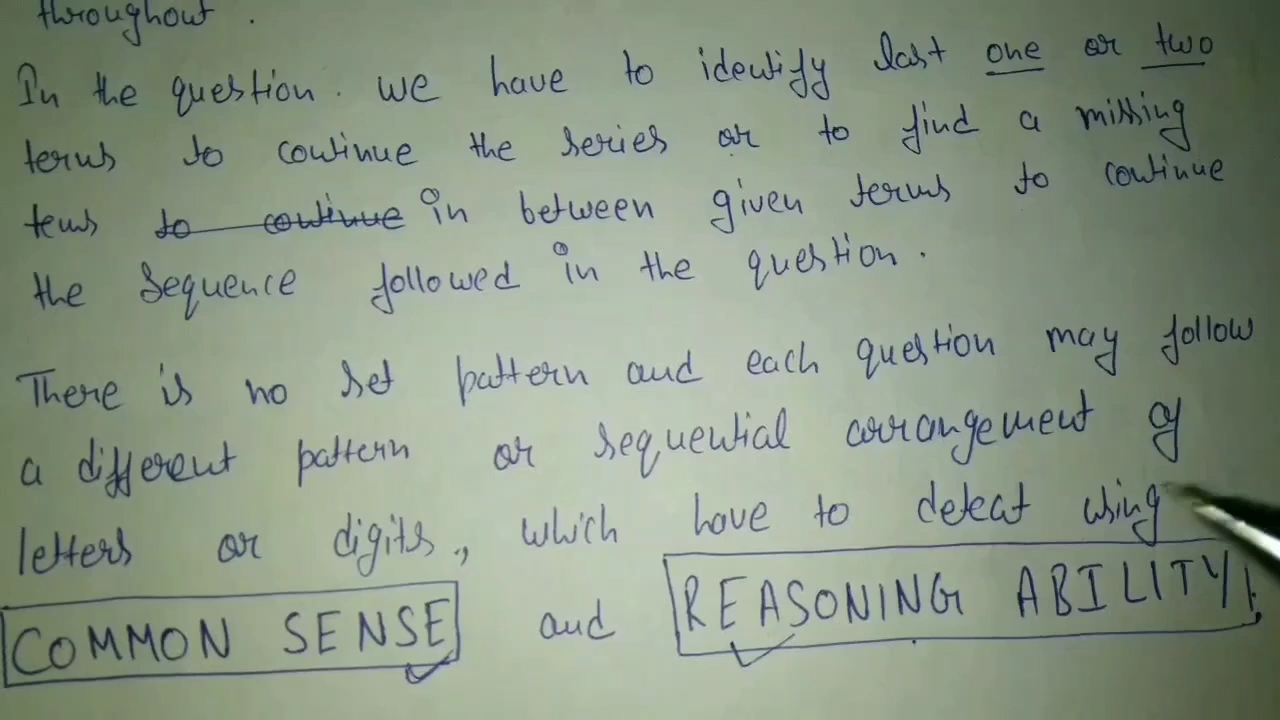 throughout.
In the question. we have to identify last one or two
terms to continue the series or to find a missing
tems to continue in between given terms to continue
the sequence followed in the question.
There is no set pattern and each question may follow
a different pattern or sequential arrangement of
letters or digits, which have to deteat using
COMMON SENSE and REASONING ABILITY!